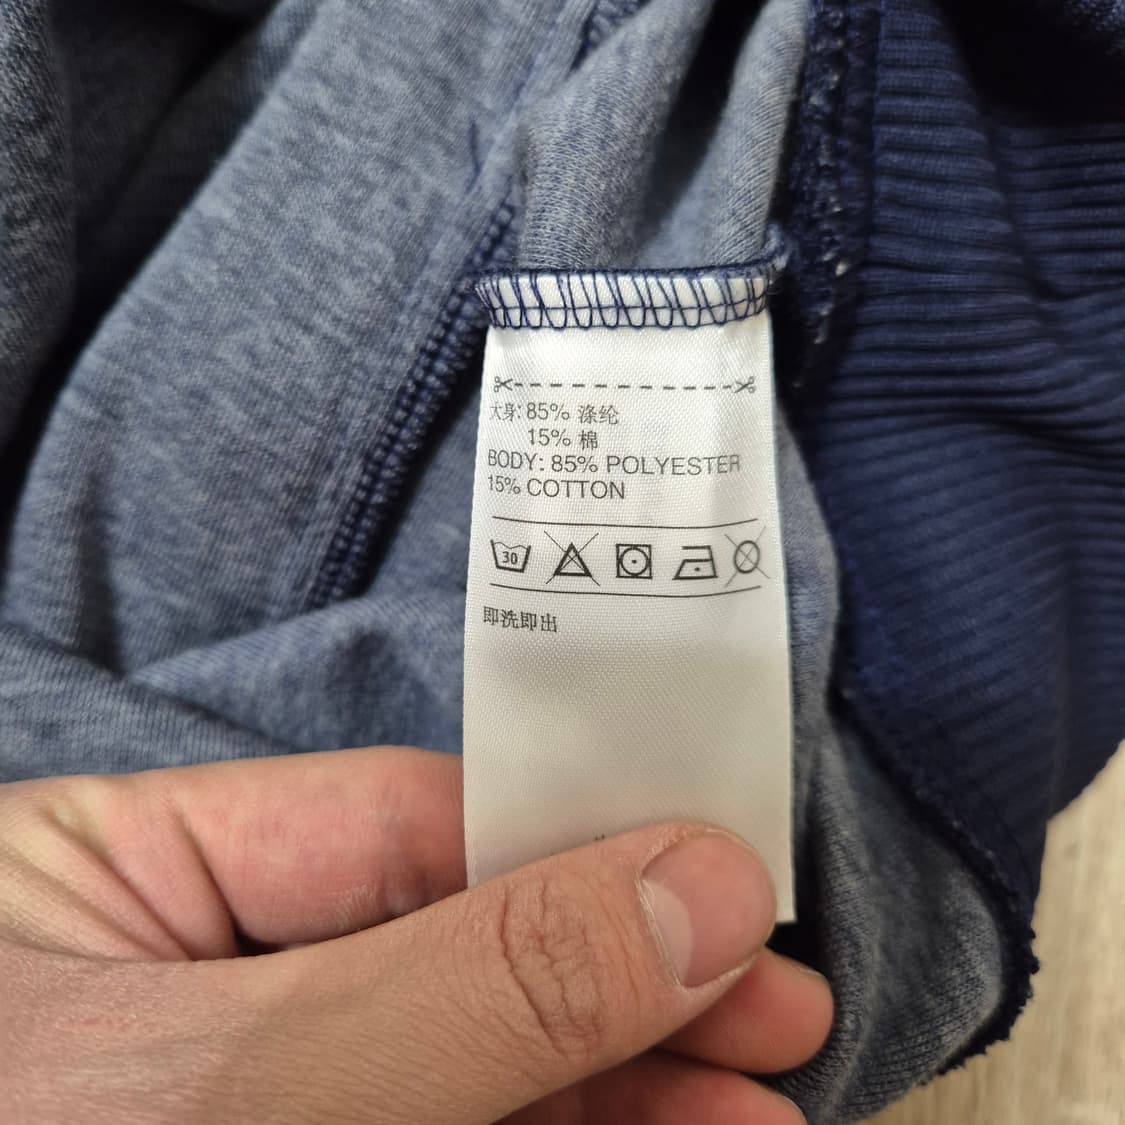 大身: 85% 涤纶
15% 棉
BODY: 85% POLYESTER
15% COTTON
30
即洗即出